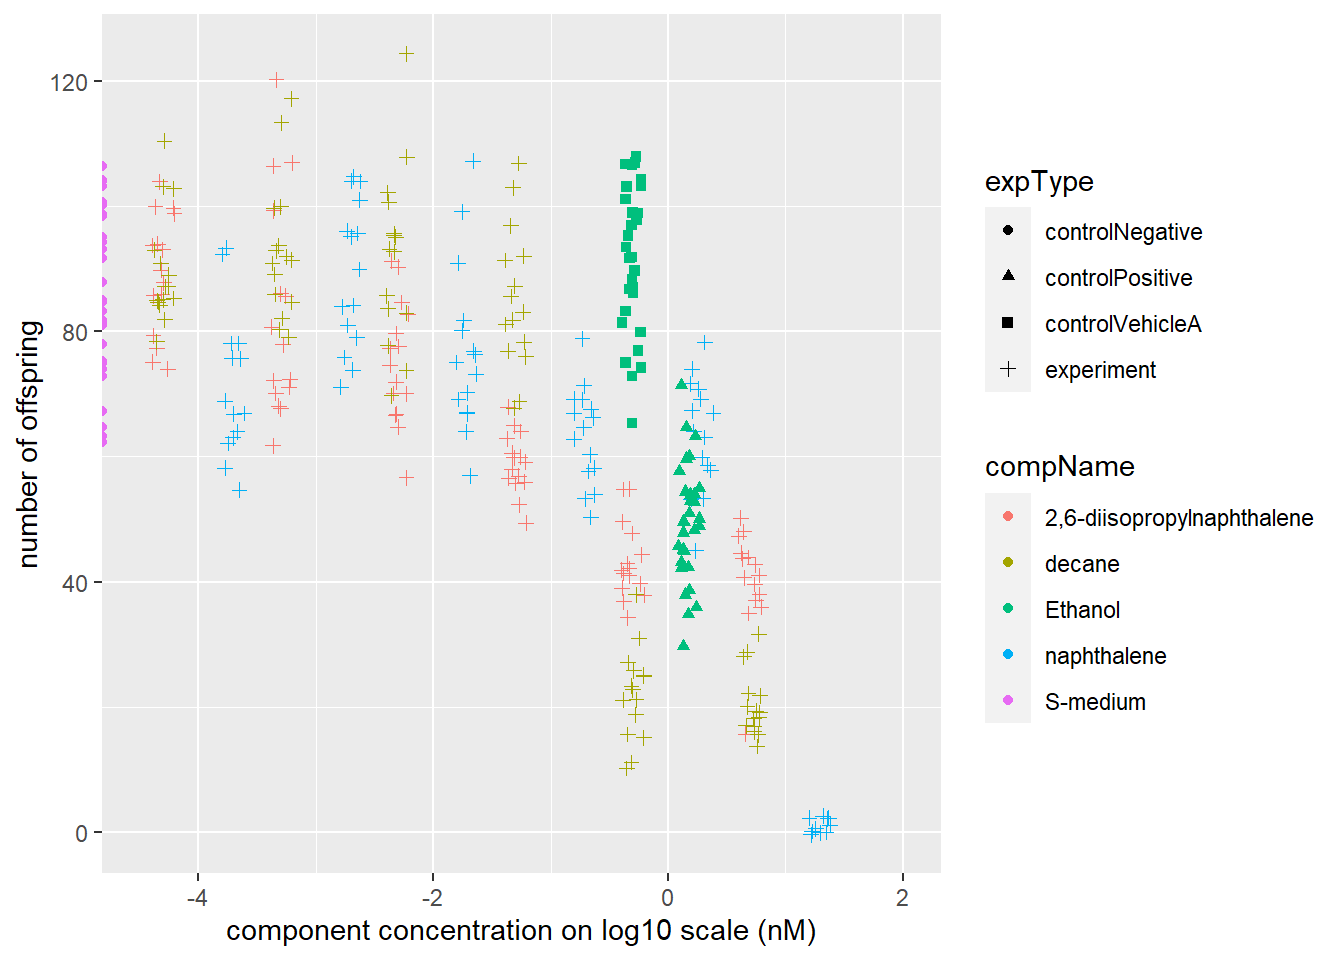 number of offspring
120
80
40
0
-4
-2
0
2
component concentration on log10 scale (nM)
expType
controlNegative
controlPositive
controlVehicleA
experiment
compName
2,6-diisopropylnaphthalene
decane
Ethanol
naphthalene
S-medium